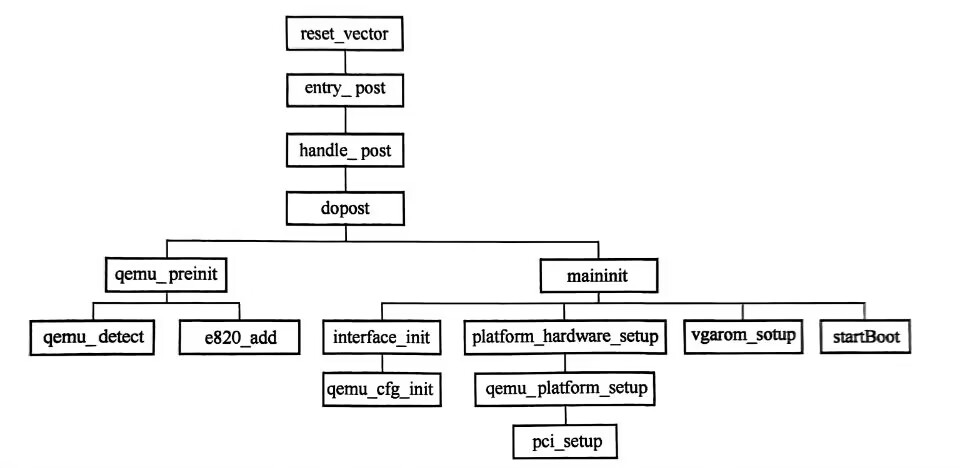 reset_vector
entry_ post
handle_ post
dopost
qemu_ preinit
maininit
qemu_ detect
e820_add
interface_init
platform_hardware_setup
vgarom_sotup
startBoot
qemu_cfg_init
qemu_platform_setup
pci_setup